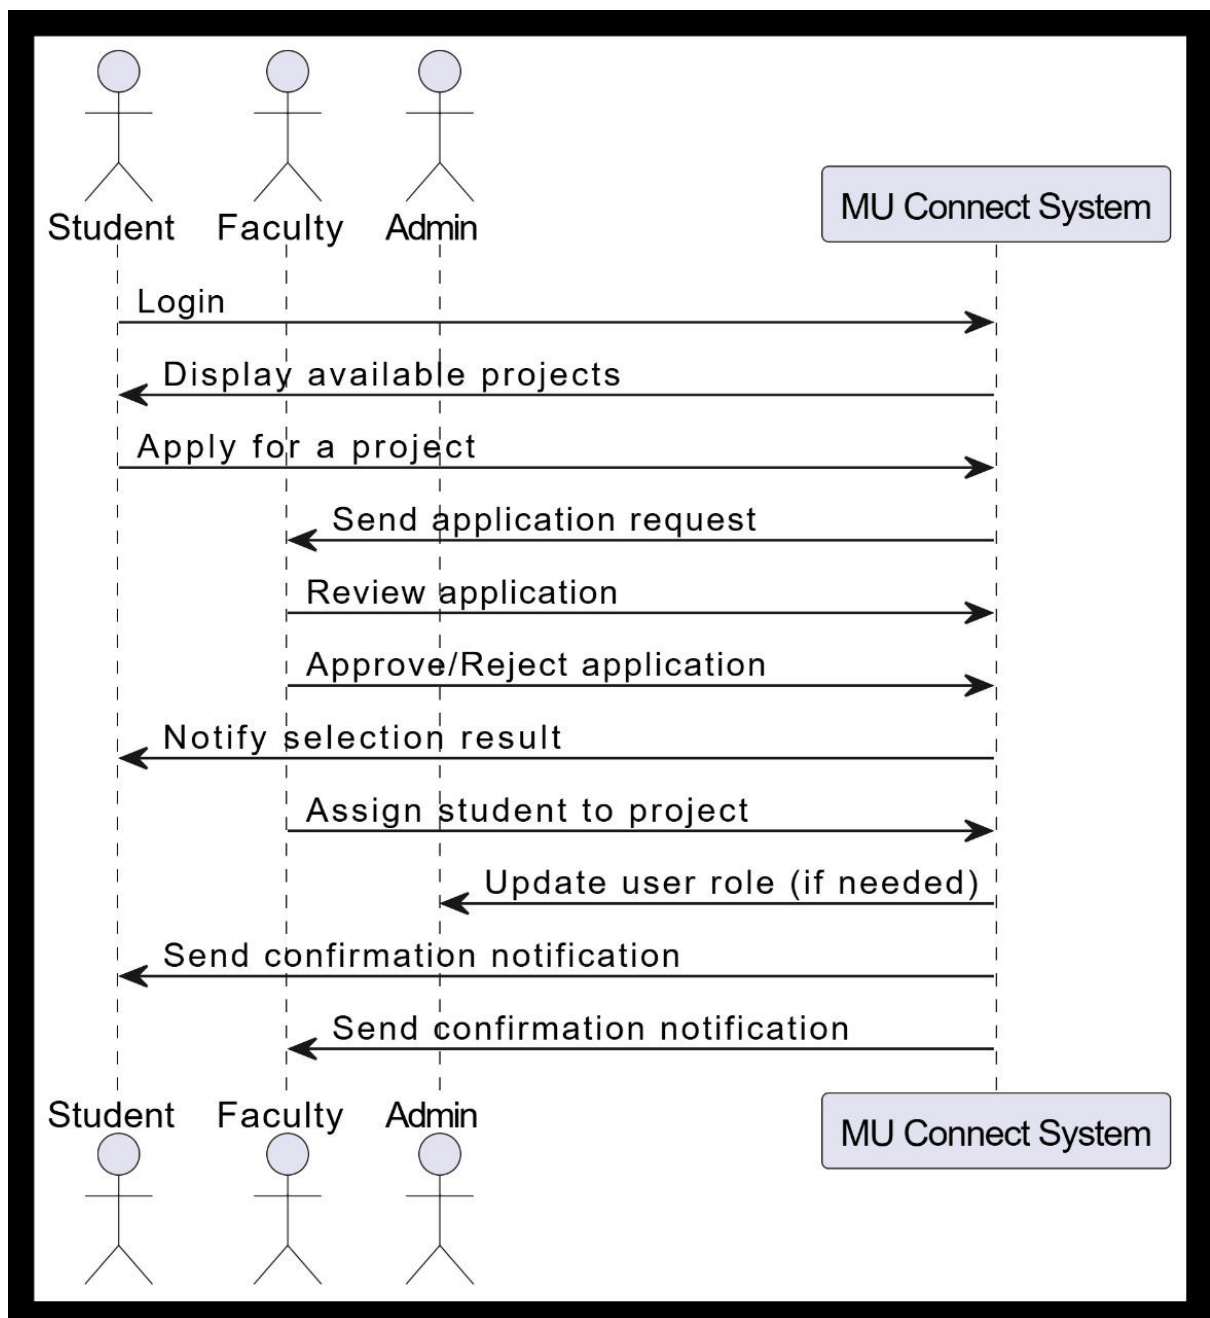 Student Faculty Admin
MU Connect System
Login
Display available projects
Apply for a project
Send application request
Review application
Approve/Reject application
Notify selection result
Assign student to project
Update user role (if needed)
Send confirmation notification
Send confirmation notification
Student Faculty Admin
MU Connect System